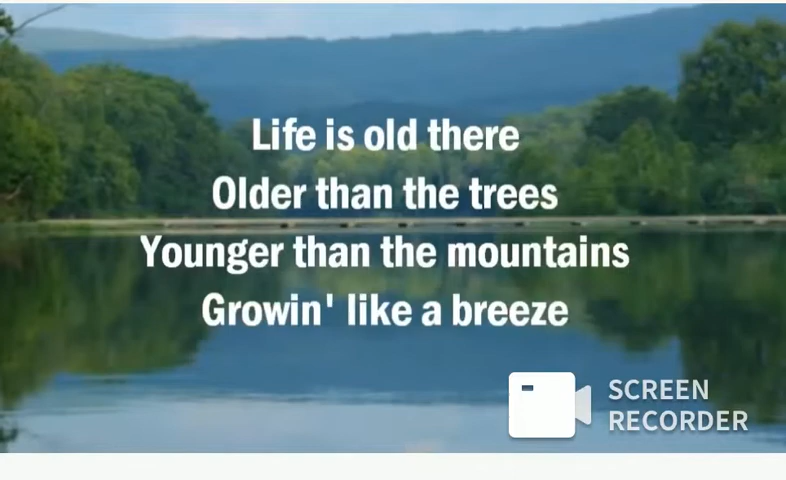 Life is old there
Older than the trees
Younger than the mountains
Growin' like a breeze
SCREEN
RECORDER